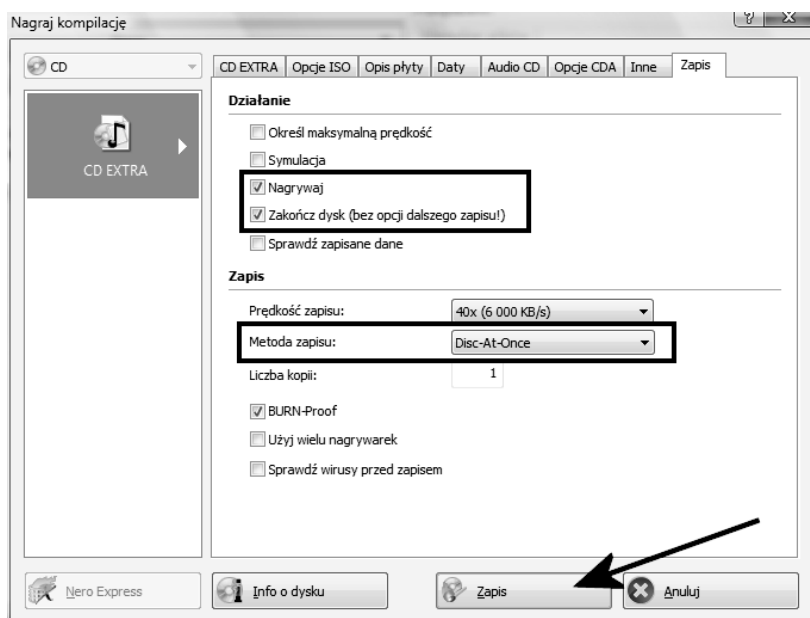 Nagraj kompilację
? X
CD
CD EXTRA Opcje ISO Opis płyty Daty Audio CD Opcje CDA Inne Zapis
CD EXTRA
Działanie
Określ maksymalną prędkość
Symulacja
Nagrywaj
Zakończ dysk (bez opcji dalszego zapisu!)
Sprawdź zapisane dane
Zapis
Prędkość zapisu: 40x (6 000 KB/s)
Metoda zapisu: Disc-At-Once
Liczba kopii: 1
BURN-Proof
Użyj wielu nagrywarek
Sprawdź wirusy przed zapisem
Nero Express Info o dysku Zapis Anuluj